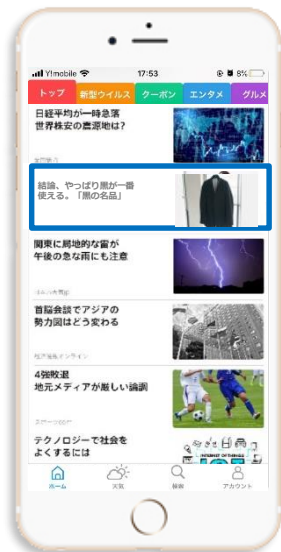 Y!mobile 17:53 8%
トップ 新型ウイルス クーポン エンタメ グルメ
日経平均が一時急落
世界株安の震源地は?
結論、やっぱり黒が一番
使える。「黒の名品」
関東に局地的な雷が
午後の急な雨にも注意
首脳会談でアジアの
勢力図はどう変わる
4強敗退
地元メディアが厳しい論調
テクノロジーで社会を
よくするには
INTERNET OF THINGS
ホーム 天気 検索 アカウント